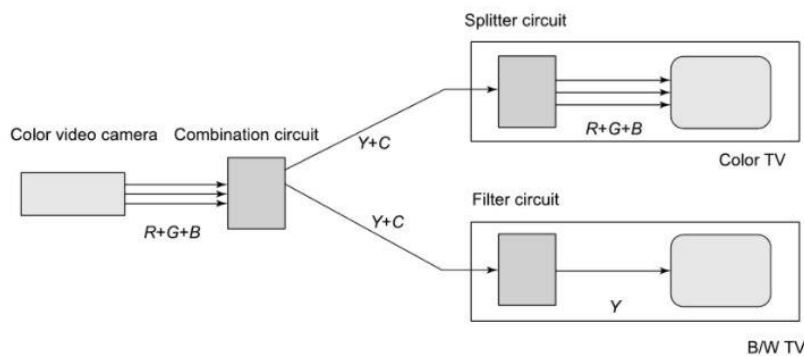 Splitter circuit
Color video camera
Combination circuit
Y+C
R+G+B
Color TV
R+G+B
Y+C
Filter circuit
Y
B/W TV